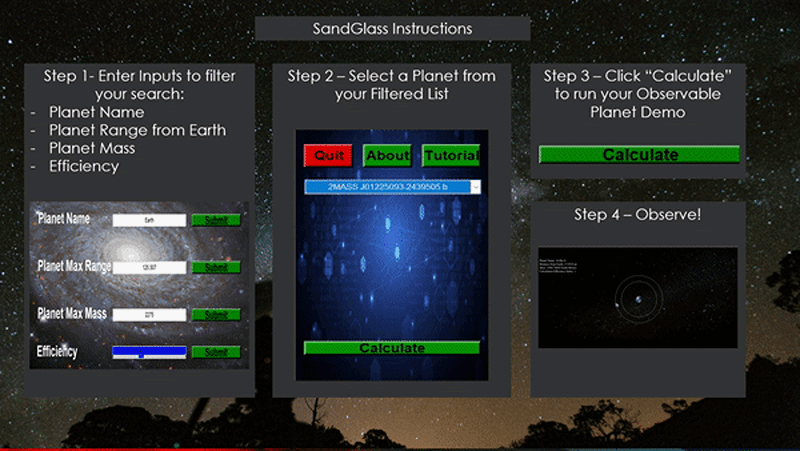 SandGlass Instructions
Step 1- Enter Inputs to filter
your search:
- Planet Name
- Planet Range from Earth
- Planet Mass
- Efficiency
Planet Name
Earth
Submit
Planet Max Range
Submit
Planet Max Mass
Submit
Efficiency
Submit
Step 2 – Select a Planet from
your Filtered List
Quit
About
Tutorial
2MASS J01225093-2439505 b
Calculate
Step 3 – Click “Calculate”
to run your Observable
Planet Demo
Calculate
Step 4 – Observe!